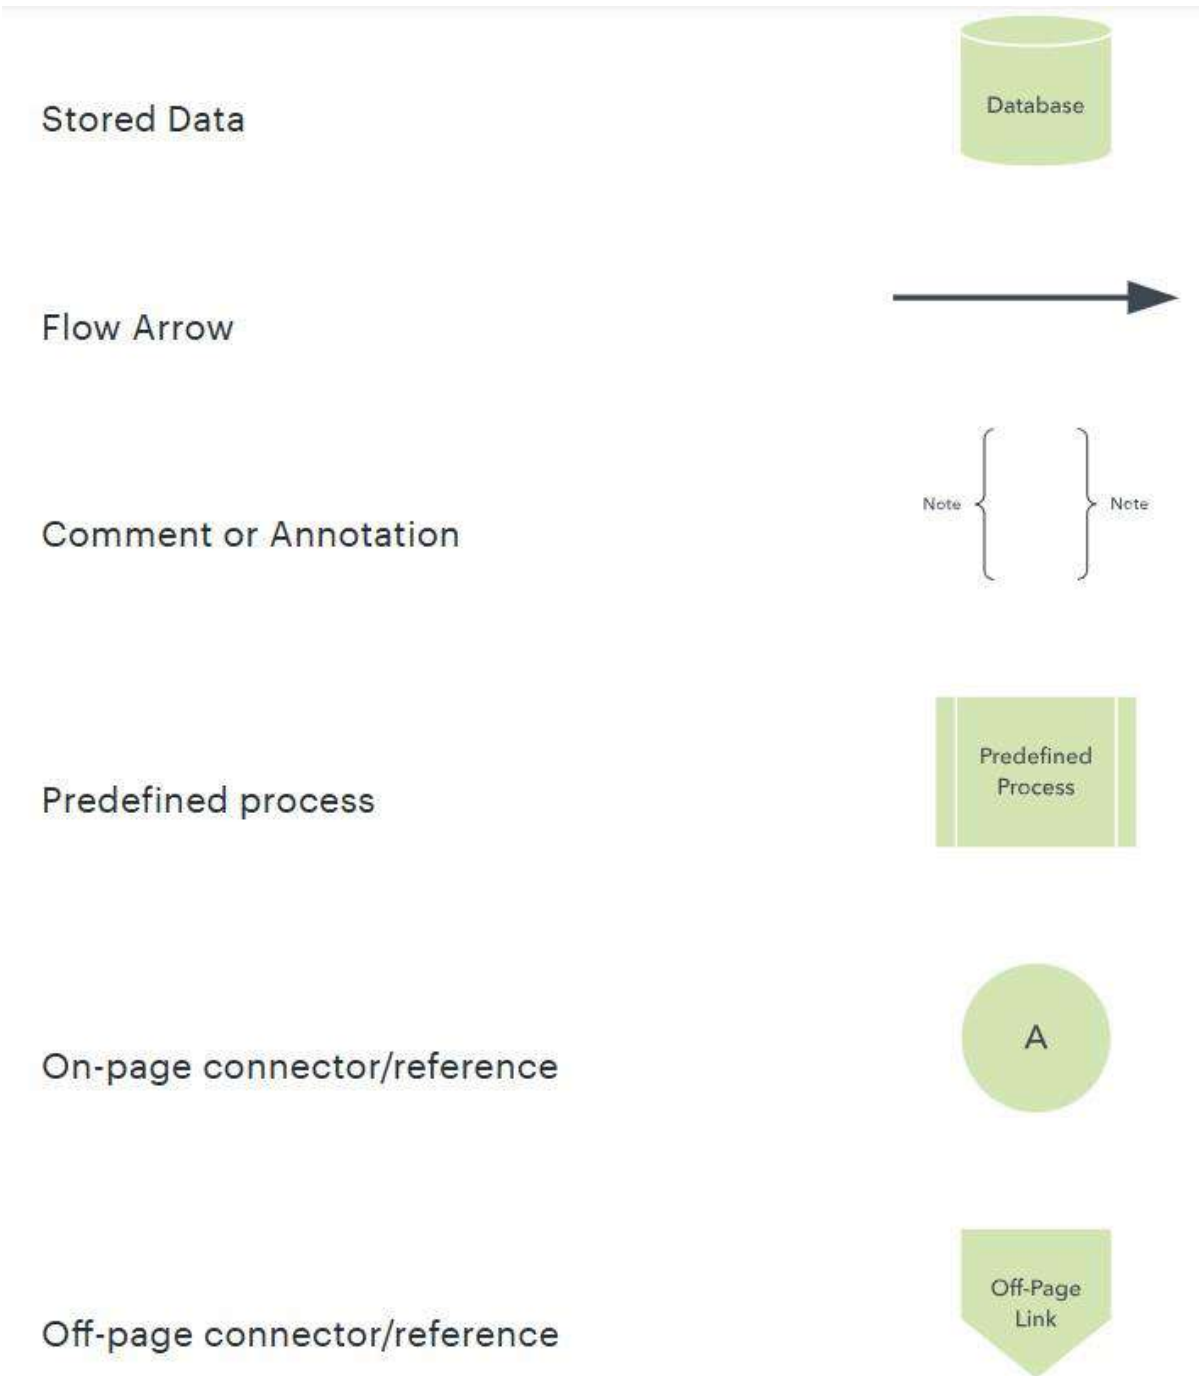 Stored Data
Database
Flow Arrow
Comment or Annotation
Note
Note
Predefined process
Predefined
Process
On-page connector/reference
A
Off-page connector/reference
Off-Page
Link